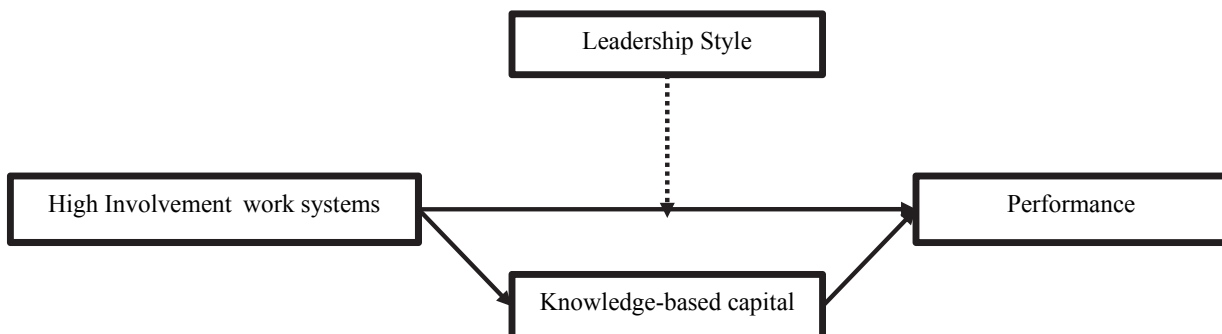 Leadership Style
High Involvement  work systems
Performance
Knowledge-based capital